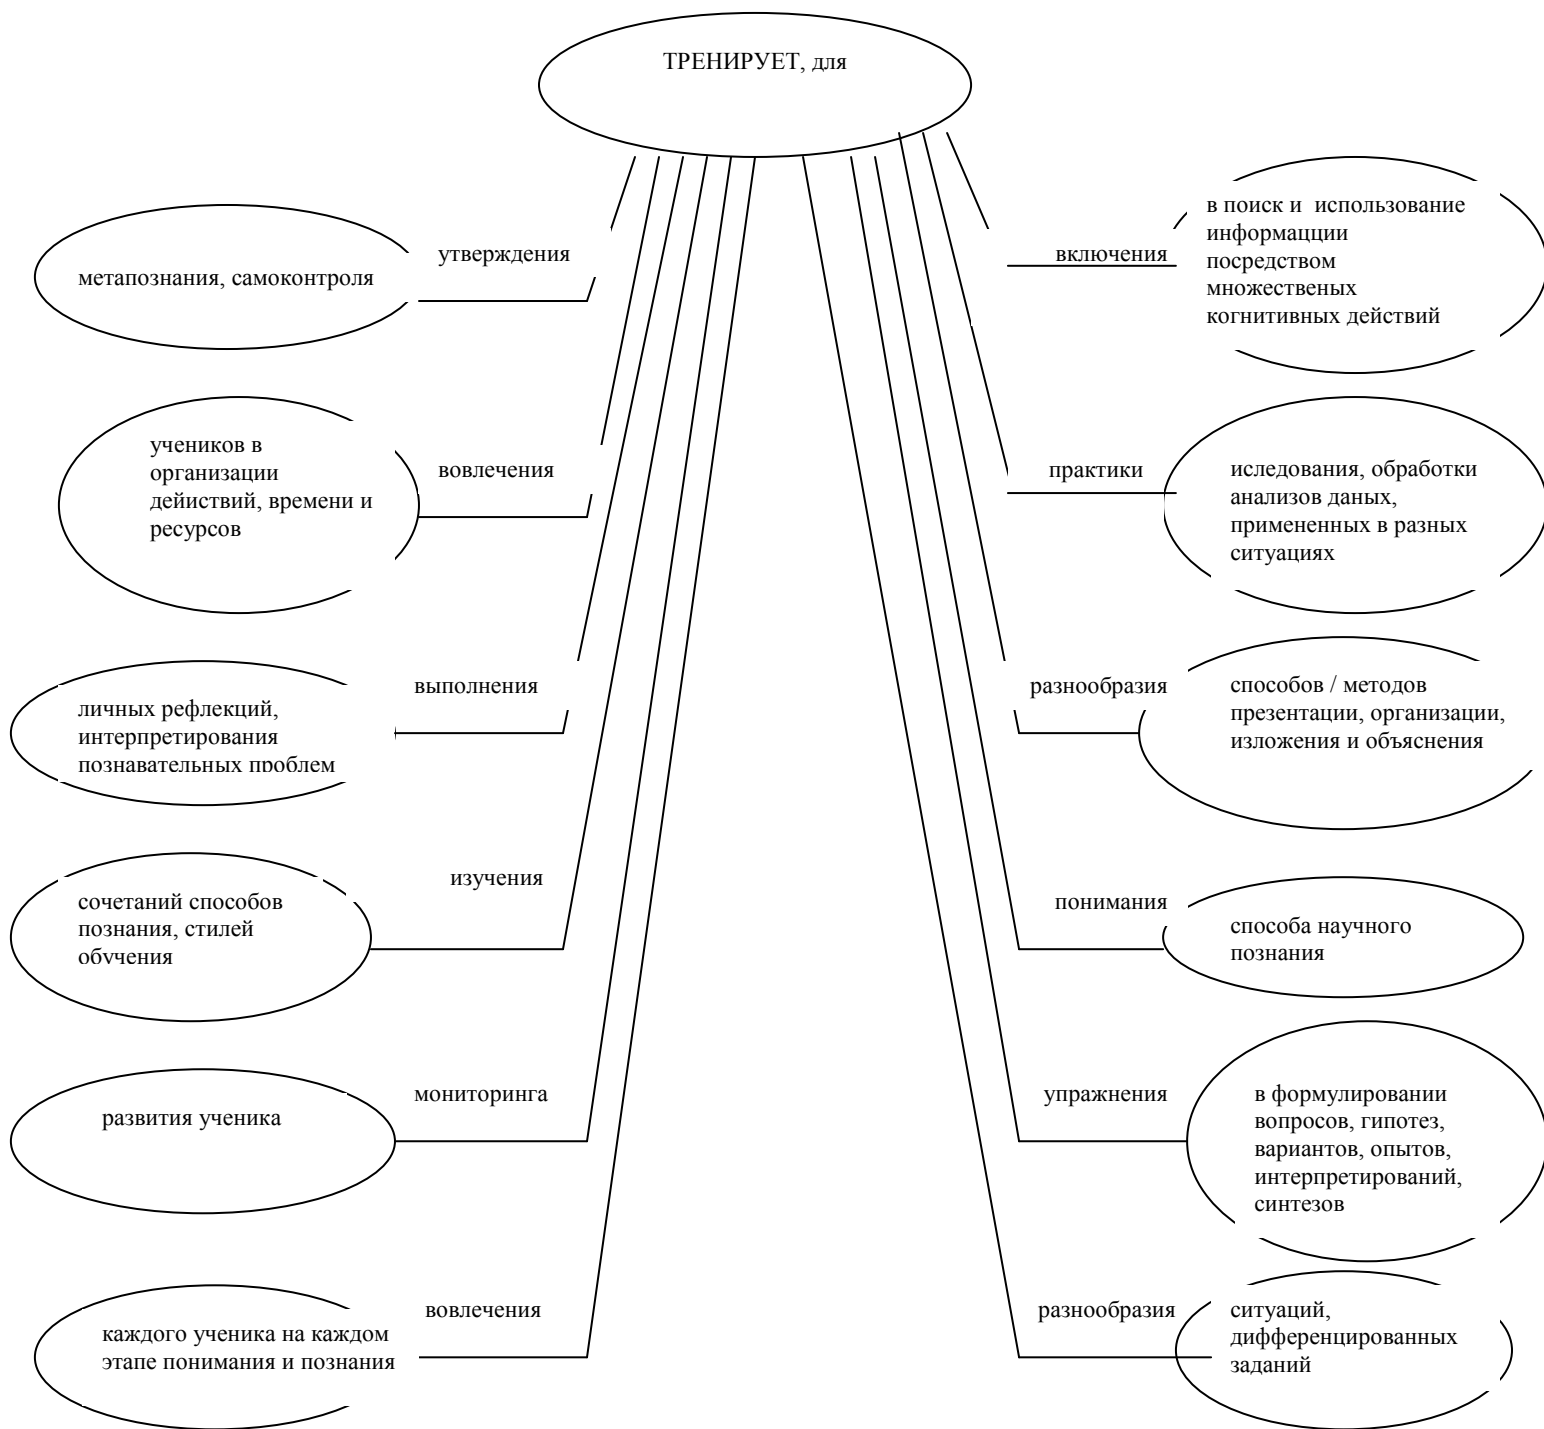 ТРЕНИРУЕТ, для
утверждения
метапознания, самоконтроля
вовлечения
учеников в
организации
дейиствий, времени и
ресурсов
выполнения
личных рефлекций,
интерпретирования
познавательных проблем
изучения
сочетаний способов
познания, стилей
обучения
мониторинга
развития ученика
вовлечения
каждого ученика на каждом
этапе понимания и познания
включения
в поиск и использование
информацции
посредством
множественых
когнитивных действий
практики
иследования, обработки
анализов даных,
примененных в разных
ситуациях
разнообразия
способов / методов
презентации, организации,
изложения и объяснения
понимания
способа научного
познания
упражнения
в формулировании
вопросов, гипотез,
вариантов, опытов,
интерпретирований,
синтезов
разнообразия
ситуаций,
дифференцированных
заданий